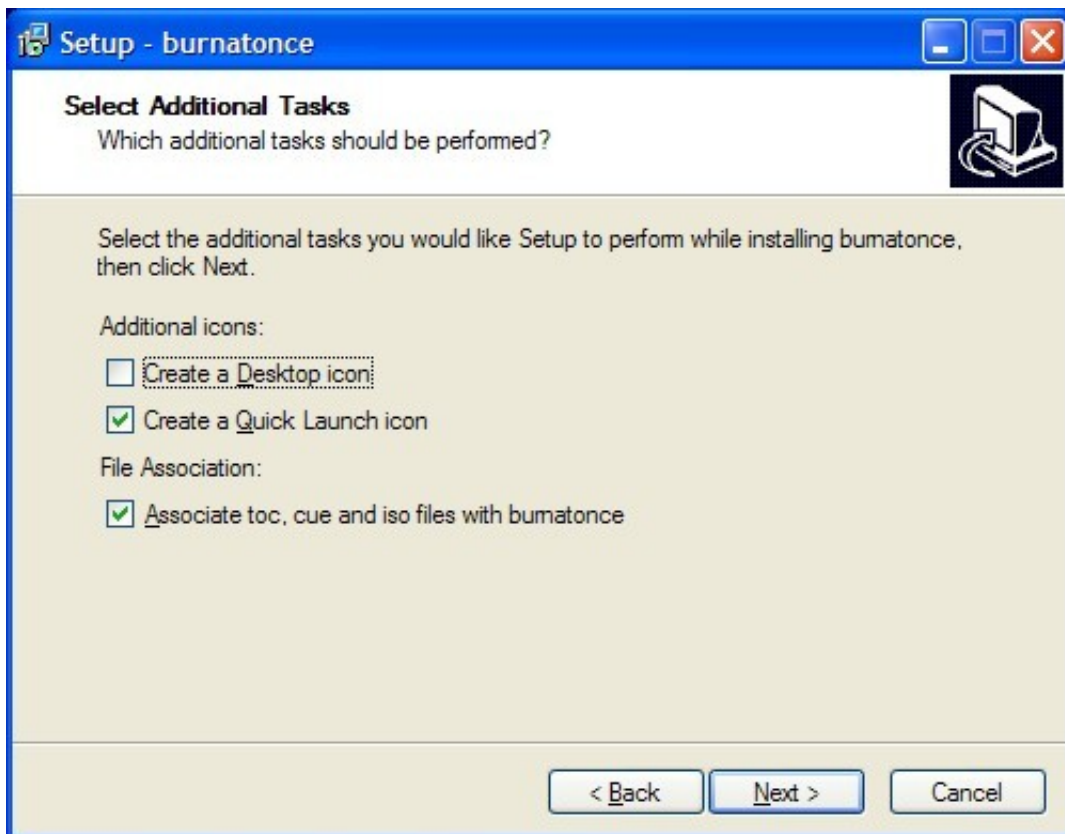 Setup - burnatonce
Select Additional Tasks
Which additional tasks should be performed?
Select the additional tasks you would like Setup to perform while installing burnatonce,
then click Next.
Additional icons:
Create a Desktop icon
Create a Quick Launch icon
File Association:
Associate toc, cue and iso files with burnatonce
< Back Next > Cancel